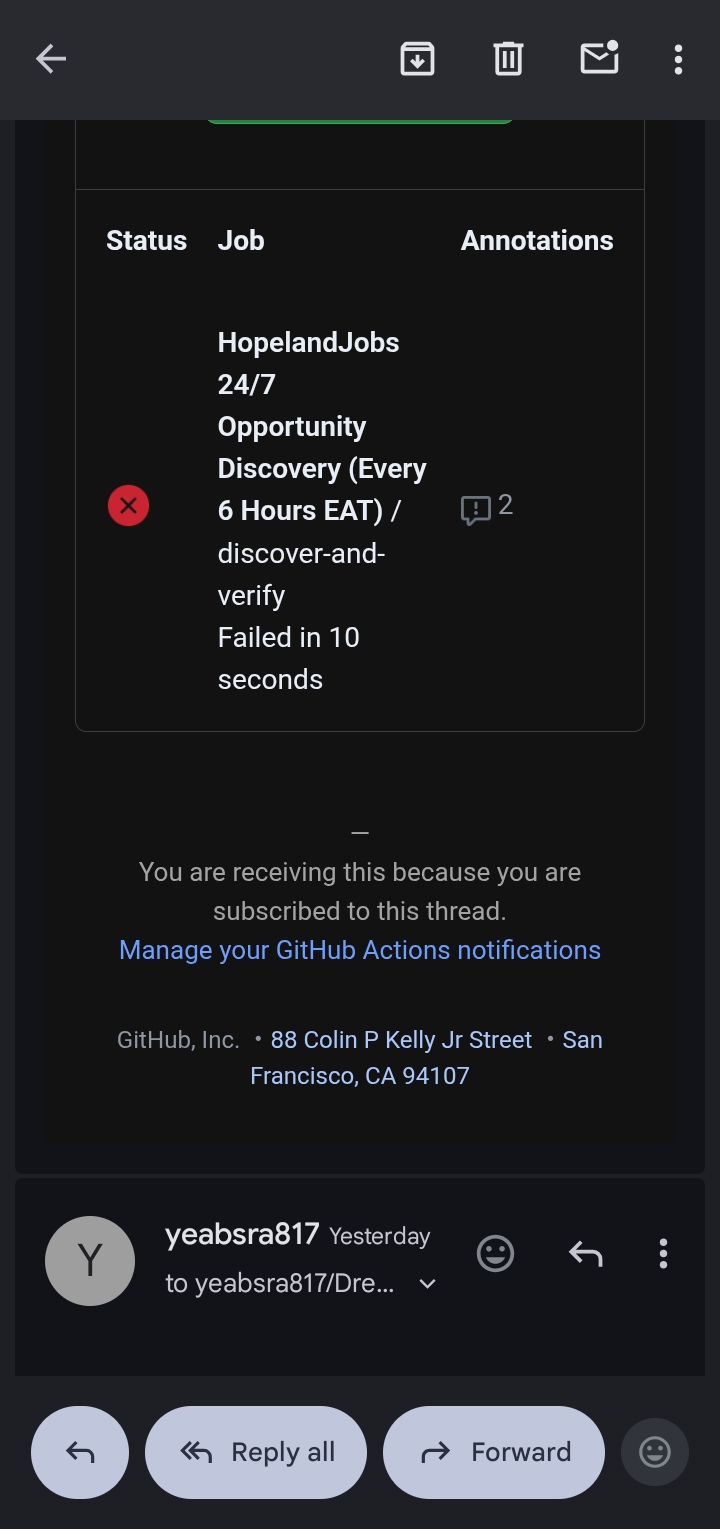 Status Job Annotations
HopelandJobs
24/7
Opportunity
Discovery (Every
6 Hours EAT) /
2
discover-and-
verify
Failed in 10
seconds
—
You are receiving this because you are
subscribed to this thread.
Manage your GitHub Actions notifications
GitHub, Inc. • 88 Colin P Kelly Jr Street • San
Francisco, CA 94107
Y
yeabsra817 Yesterday
to yeabsra817/Dre...
Reply all
Forward